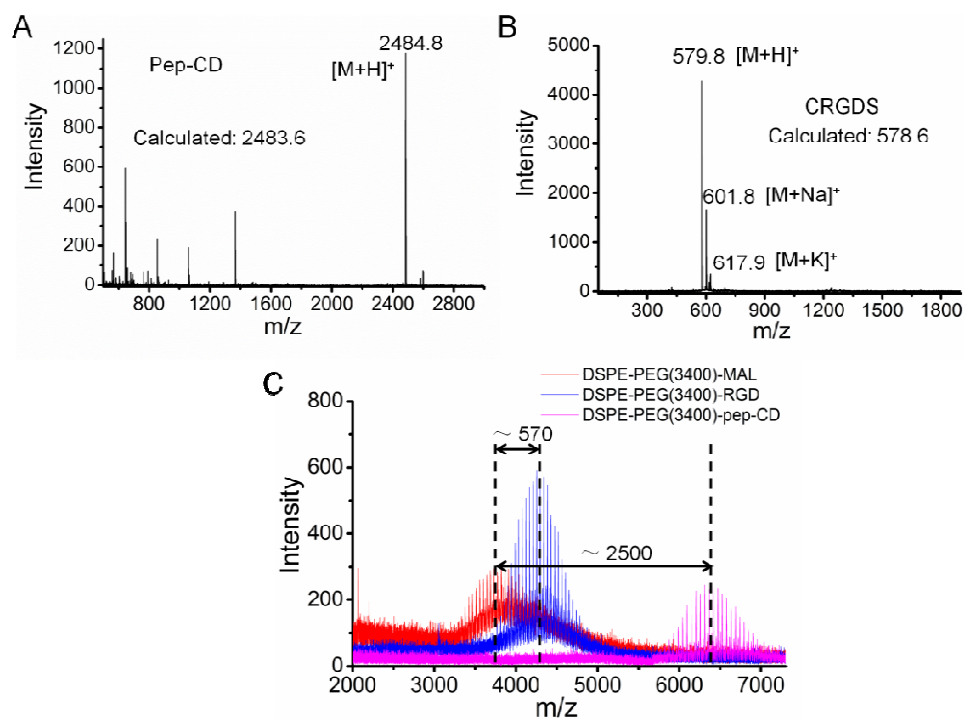 A
Pep-CD
2484.8
[M+H]+
Calculated: 2483.6
Intensity
1200
1000
800
600
400
200
0
800 1200 1600 2000 2400 2800
m/z
B
579.8 [M+H]+
CRGDS
Calculated: 578.6
601.8 [M+Na]+
617.9 [M+K]+
Intensity
5000
4000
3000
2000
1000
0
300 600 900 1200 1500 1800
m/z
C
DSPE-PEG(3400)-MAL
DSPE-PEG(3400)-RGD
DSPE-PEG(3400)-pep-CD
~ 570
~ 2500
Intensity
800
600
400
200
0
2000 3000 4000 5000 6000 7000
m/z